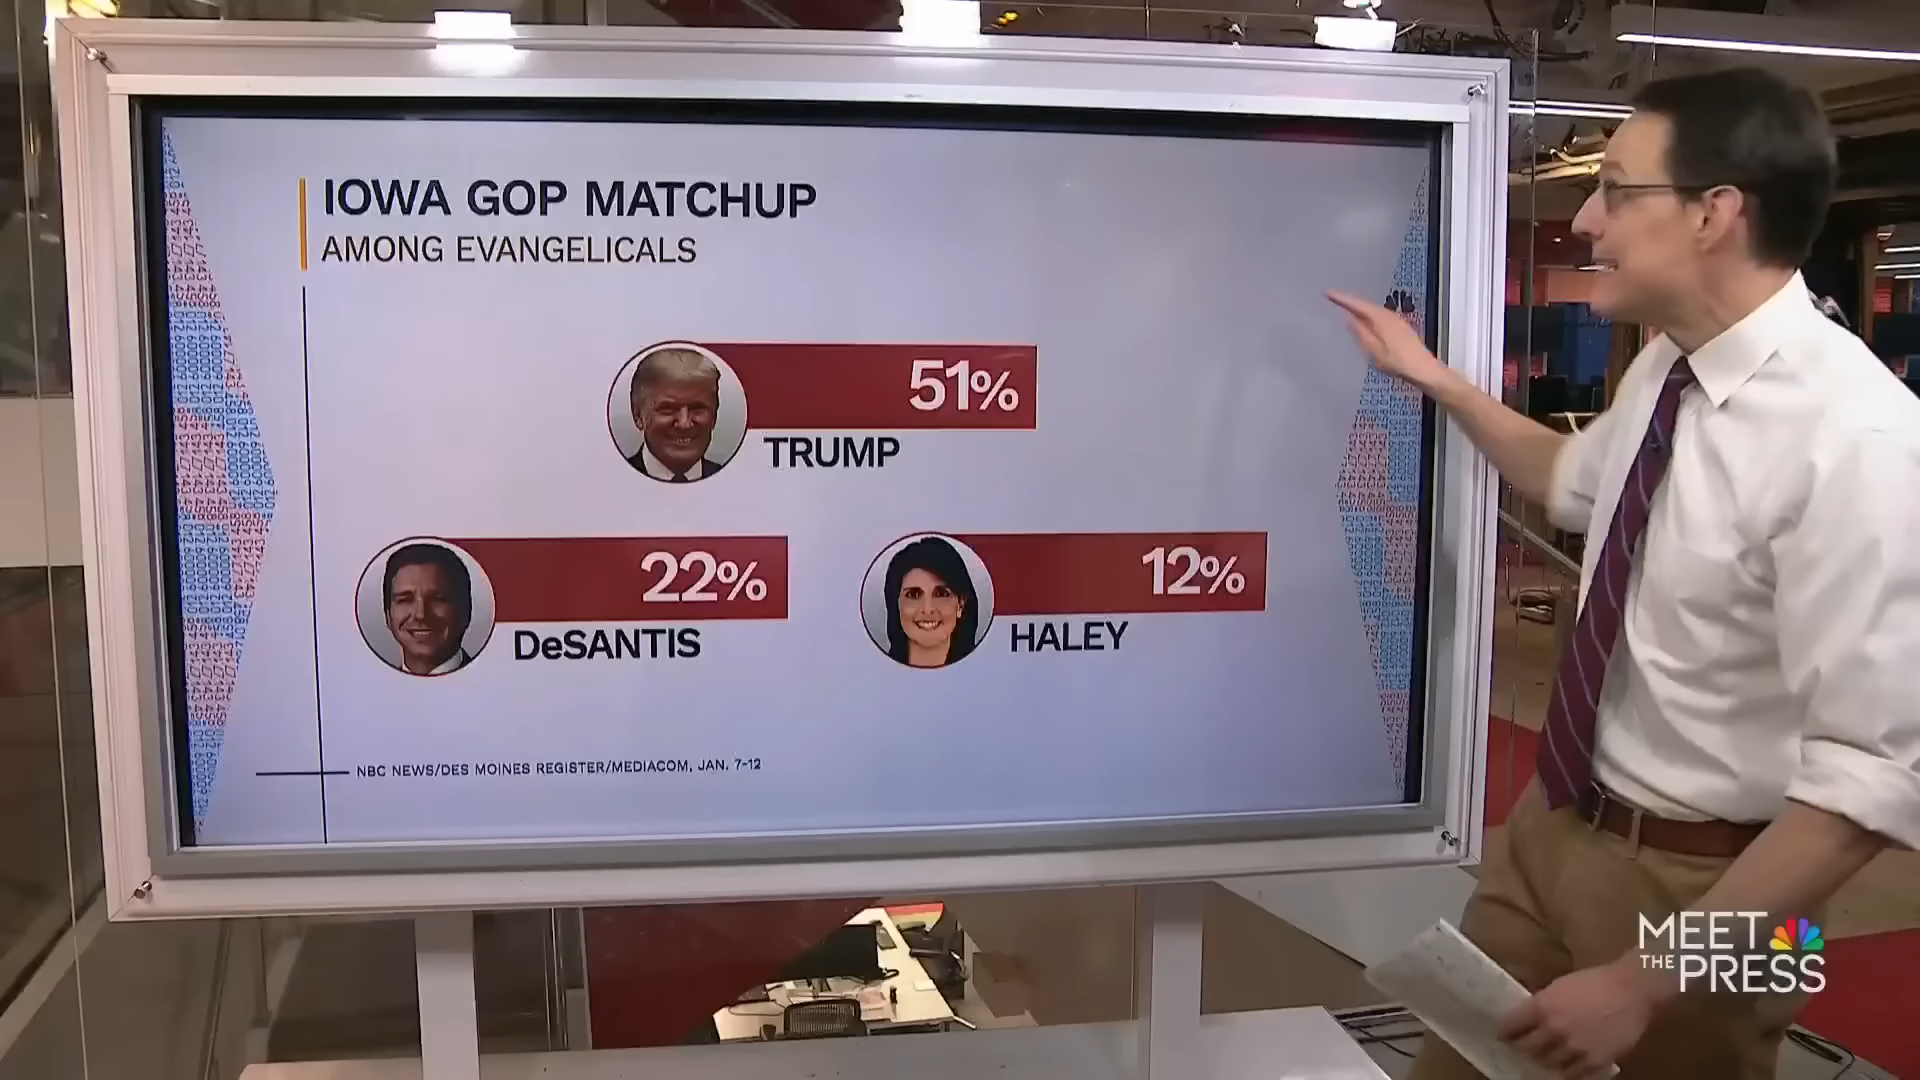 IOWA GOP MATCHUP
AMONG EVANGELICALS
51%
TRUMP
22%
DeSANTIS
12%
HALEY
NBC NEWS/DES MOINES REGISTER/MEDIACOM, JAN. 7-12
MEET
THE PRESS